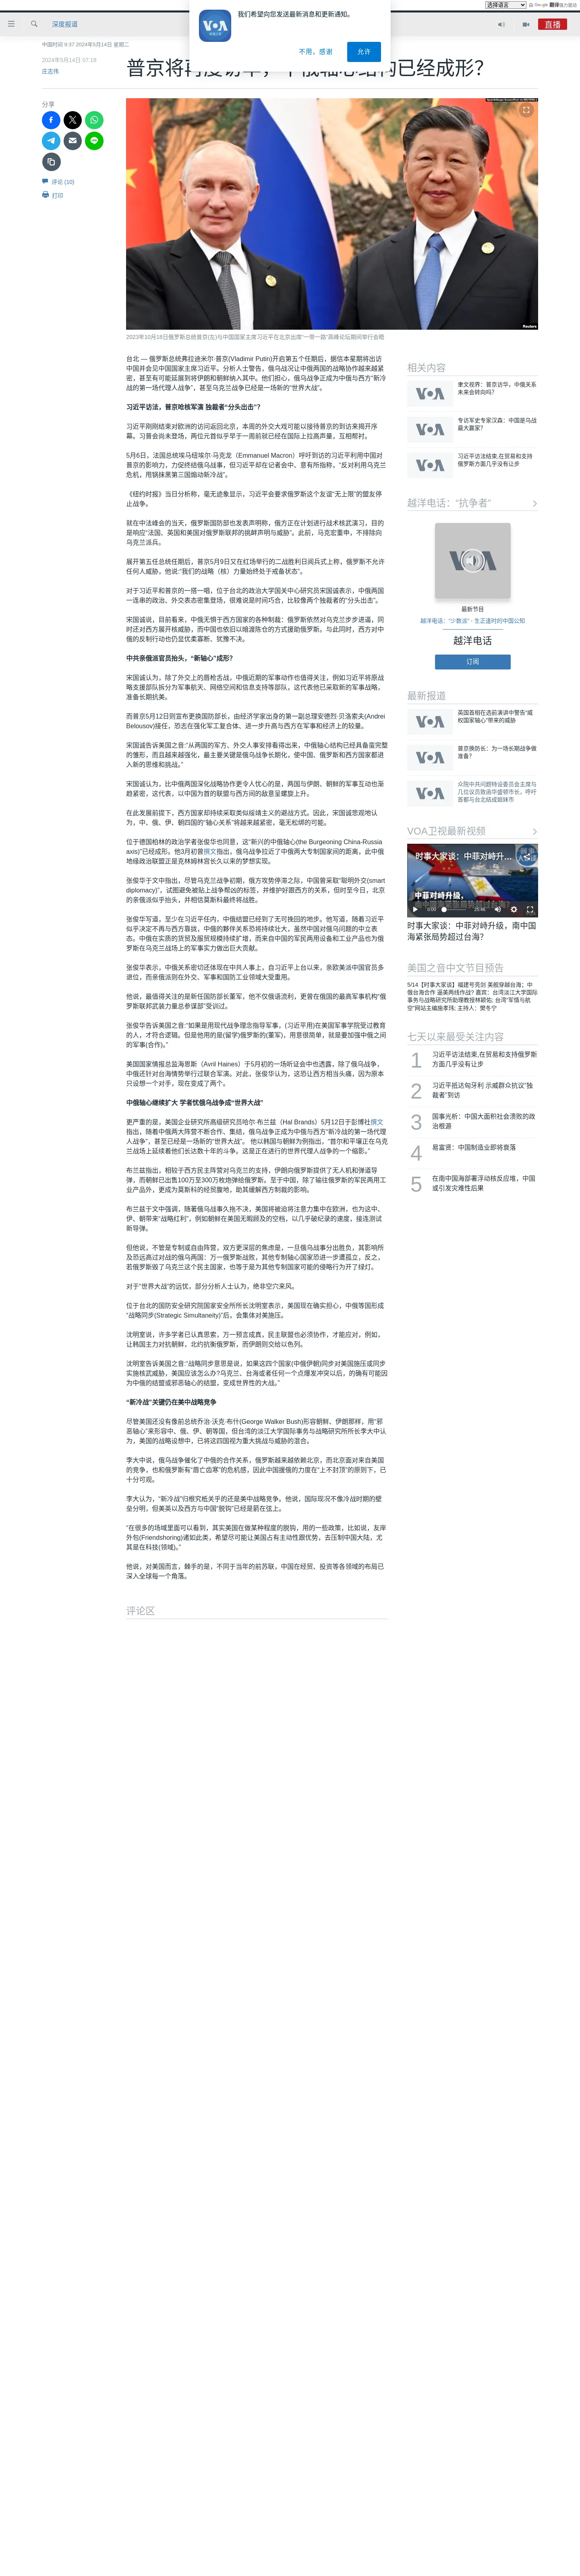 选择语言
由 Google 翻译强力驱动
我们希望向您发送最新消息和更新通知。
不用，感谢
允许
深度报道
直播
中国时间 9:37 2024年5月14日 星期二
2024年5月14日 07:18
庄志伟
分享
评论 (10)
打印
Reuters
2023年10月18日俄罗斯总统普京(左)与中国国家主席习近平在北京出席“一带一路”高峰论坛期间举行会晤
台北 — 俄罗斯总统弗拉迪米尔·普京(Vladimir Putin)开启第五个任期后，据信本星期将出访
中国并会见中国国家主席习近平。分析人士警告，俄乌战况让中俄两国的战略协作越来越紧
密，甚至有可能延展到将伊朗和朝鲜纳入其中。他们担心，俄乌战争正成为中俄与西方“新冷
战的第一场代理人战争”，甚至乌克兰战争已经是一场新的“世界大战”。
习近平访法，普京呛核军演 独裁者“分头出击”？
习近平刚刚结束对欧洲的访问返回北京，本周的外交大戏可能以接待普京的到访来揭开序
幕。习普会尚未登场，两位元首似乎早于一周前就已经在国际上拉高声量，互相帮衬。
5月6日，法国总统埃马纽埃尔·马克龙（Emmanuel Macron）呼吁到访的习近平利用中国对
普京的影响力，力促终结俄乌战事，但习近平却在记者会中、意有所指称，“反对利用乌克兰
危机，甩锅抹黑第三国煽动新冷战”。
《纽约时报》当日分析称，毫无迹象显示，习近平会要求俄罗斯这个友谊“无上限”的盟友停
止战争。
就在中法峰会的当天，俄罗斯国防部也发表声明称，俄方正在计划进行战术核武演习，目的
是响应“法国、英国和美国对俄罗斯联邦的挑衅声明与威胁”。此前，马克宏重申，不排除向
乌克兰派兵。
展开第五任总统任期后，普京5月9日又在红场举行的二战胜利日阅兵式上称，俄罗斯不允许
任何人威胁，他说:“我们的战略（核）力量始终处于戒备状态”。
对于习近平和普京的一搭一唱，位于台北的政治大学国关中心研究员宋国诚表示，中俄两国
一连串的政治、外交表态密集登场，很难说是时间巧合，比较像两个独裁者的“分头出击”。
宋国诚说，目前看来，中俄无惧于西方国家的各种制裁：俄罗斯依然对乌克兰步步进逼，同
时还对西方展开核威胁，而中国也依旧以暗渡陈仓的方式援助俄罗斯。与此同时，西方对中
俄的反制行动也仍显优柔寡断、犹豫不决。
中共亲俄派官员抬头，“新轴心”成形？
宋国诚认为，除了外交上的唇枪舌战，中俄近期的军事动作也值得关注，例如习近平将原战
略支援部队拆分为军事航天、网络空间和信息支持等部队，这代表他已采取新的军事战略，
准备长期抗美。
而普京5月12日则宣布更换国防部长，由经济学家出身的第一副总理安德烈·贝洛索夫(Andrei
Belousov)接任，恐志在强化军工复合体、进一步升高与西方在军事和经济上的较量。
宋国诚告诉美国之音:“从两国的军方、外交人事安排看得出来，中俄轴心结构已经具备蛮完整
的雏形，而且越来越强化，最主要关键是俄乌战争长期化，使中国、俄罗斯和西方国家都进
入新的思维和挑战。”
宋国诚认为，比中俄两国深化战略协作更令人忧心的是，两国与伊朗、朝鲜的军事互动也渐
趋紧密，这代表，以中国为首的联盟与西方间的敌意呈螺旋上升。
在此发展前提下，西方国家却持续采取类似绥靖主义的避战方式。因此，宋国诚悲观地认
为，中、俄、伊、朝四国的“轴心关系”将越来越紧密，毫无松绑的可能。
位于德国柏林的政治学者张俊华也同意，这“新兴的中俄轴心(the Burgeoning China-Russia
axis)”已经成形。他3月初曾撰文指出，俄乌战争拉近了中俄两大专制国家间的距离，此中俄
地缘政治联盟正是克林姆林宫长久以来的梦想实现。
张俊华于文中指出，尽管乌克兰战争初期，俄方攻势停滞之际，中国曾采取“聪明外交(smart
diplomacy)”，试图避免被贴上战争帮凶的标签，并维护好跟西方的关系，但时至今日，北京
的亲俄派似乎抬头，并相信莫斯科最终将战胜。
张俊华写道，至少在习近平任内，中俄结盟已经到了无可挽回的地步。他写道，随着习近平
似乎决定不再与西方靠拢，中俄的夥伴关系恐将持续壮大，虽然中国对俄乌问题的中立表
态。中俄在实质的货贸及服贸规模持续扩增，而来自中国的军民两用设备和工业产品也为俄
罗斯在乌克兰战场上的军事实力做出巨大贡献。
张俊华表示，中俄关系密切还体现在中共人事上，自习近平上台以来，亲欧美派中国官员多
退位，而亲俄派则在外交、军事和国防工业领域，大受重用。
他说，最值得关注的是新任国防部长董军，他不仅俄语流利，更曾在俄国的最高军事机构“俄
罗斯联邦武装力量总参谋部”受训过。
张俊华告诉美国之音:“如果是用现代战争理念指导军事，(习近平用)在美国军事学院受过教育
的人，才符合逻辑。但是他用的是(留学)俄罗斯的(董军)，用意很简单，就是要加强中俄之间
的军事(合作)。”
美国国家情报总监海恩斯（Avril Haines）于5月初的一场听证会中也透露，除了俄乌战争，
中俄还针对台海情势举行过联合军演。对此，张俊华认为，这恐让西方相当头痛，因为原本
只设想一个对手，现在变成了两个。
中俄轴心继续扩大 学者忧俄乌战争成“世界大战”
更严重的是，美国企业研究所高级研究员哈尔·布兰兹（Hal Brands）5月12日于彭博社撰文
指出，随着中俄两大阵营不断合作、集结，俄乌战争正成为中俄与西方“新冷战的第一场代理
人战争”，甚至已经是一场新的“世界大战”。 他以韩国与朝鲜为例指出，“首尔和平壤正在乌克
兰战场上延续着他们长达数十年的斗争。这是正在进行的世界代理人战争的一个缩影。”
布兰兹指出，相较于西方民主阵营对乌克兰的支持，伊朗向俄罗斯提供了无人机和弹道导
弹，而朝鲜已出售100万至300万枚炮弹给俄罗斯。至于中国，除了输往俄罗斯的军民两用工
业产品外，更成为莫斯科的经贸腹地，助其缓解西方制裁的影响。
布兰兹于文中强调，随着俄乌战事久拖不决，美国将被迫将注意力集中在欧洲，也为这中、
伊、朝带来“战略红利”，例如朝鲜在美国无暇顾及的空档，以几乎破纪录的速度，接连测试
新导弹。
但他说，不管是专制或自由阵营，双方更深层的焦虑是，一旦俄乌战事分出胜负，其影响所
及恐远高过对战的俄乌两国：万一俄罗斯战败，其他专制轴心国家恐进一步遭孤立，反之，
若俄罗斯毁了乌克兰这个民主国家，也等于是为其他专制国家可能的侵略行为开了绿灯。
对于“世界大战”的远忧，部分分析人士认为，绝非空穴来风。
位于台北的国防安全研究院国家安全所所长沈明室表示，美国现在确实担心，中俄等国形成
“战略同步(Strategic Simultaneity)”后，会集体对美施压。
沈明室说，许多学者已认真思索，万一预言成真，民主联盟也必须协作，才能应对，例如，
让韩国主力对抗朝鲜，北约抗衡俄罗斯，而伊朗则交给以色列。
沈明室告诉美国之音:“战略同步意思是说，如果这四个国家(中俄伊朝)同步对美国施压或同步
实施核武威胁，美国应该怎么办?乌克兰、台海或者任何一个点爆发冲突以后，的确有可能因
为中俄的结盟或邪恶轴心的结盟，变成世界性的大战。”
“新冷战”关键仍在美中战略竞争
尽管美国还没有像前总统乔治·沃克·布什(George Walker Bush)形容朝鲜、伊朗那样，用“邪
恶轴心”来形容中、俄、伊、朝等国，但台湾的淡江大学国际事务与战略研究所所长李大中认
为，美国的战略设想中，已将这四国视为重大挑战与威胁的混合。
李大中说，俄乌战争催化了中俄的合作关系，俄罗斯越来越依赖北京，而北京面对来自美国
的竞争，也和俄罗斯有“唇亡齿寒”的危机感，因此中国援俄的力度在“上不封顶”的原则下，已
十分可观。
李大认为，“新冷战”归根究柢关乎的还是美中战略竞争。他说，国际现况不像冷战时期的壁
垒分明，但美美以及西方与中国“脱钩”已经是箭在弦上。
“在很多的场域里面可以看到，其实美国在做某种程度的脱钩，用的一些政策，比如说，友岸
外包(Friendshoring)诸如此类，希望尽可能让美国占有主动性跟优势，去压制中国大陆，尤
其是在科技(领域)。”
他说，对美国而言，棘手的是，不同于当年的前苏联，中国在经贸、投资等各领域的布局已
深入全球每一个角落。
评论区
相关内容
聿文视界：普京访华，中俄关系
未来会转向吗？
专访军史专家汉森：中国是乌战
最大赢家？
习近平访法结束,在贸易和支持
俄罗斯方面几乎没有让步
越洋电话：“抗争者”
最新节目
越洋电话：“少数派” - 生正逢时的中国公知
越洋电话
订阅
最新报道
英国首相在选前演讲中警告“威
权国家轴心”带来的威胁
普京换防长：为一场长期战争做
准备？
众院中共问题特设委员会主席与
几位议员致函华盛顿市长，呼吁
首都与台北结成姐妹市
VOA卫视最新视频
时事大家谈：中菲对峙升...
中菲对峙升级，
0:00
时事大家谈：中菲对峙升级，南中国
海紧张局势超过台海？
美国之音中文节目预告
5/14【时事大家谈】福建号亮剑 美舰穿越台海；中
俄台海合作 逼美两线作战? 嘉宾：台湾淡江大学国际
事务与战略研究所助理教授林颖佑; 台湾“军情与航
空”网站主编施孝玮; 主持人：樊冬宁
七天以来最受关注内容
1
习近平访法结束,在贸易和支持俄罗斯
方面几乎没有让步
2
习近平抵达匈牙利 示威群众抗议“独
裁者”到访
3
国事光析：中国大面积社会溃败的政
治根源
4
易富贤：中国制造业即将衰落
5
在南中国海部署浮动核反应堆，中国
或引发灾难性后果